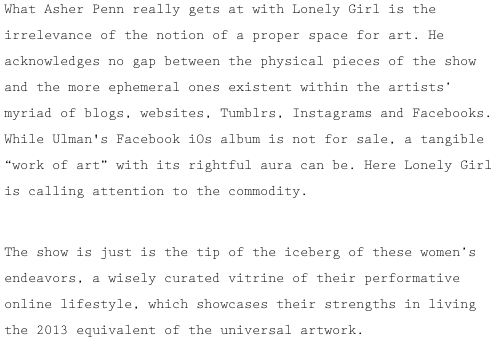 What Asher Penn really gets at with Lonely Girl is the
irrelevance of the notion of a proper space for art. He
acknowledges no gap between the physical pieces of the show
and the more ephemeral ones existent within the artists’
myriad of blogs, websites, Tumblrs, Instagrams and Facebooks.
While Ulman's Facebook iOs album is not for sale, a tangible
“work of art” with its rightful aura can be. Here Lonely Girl
is calling attention to the commodity.

The show is just is the tip of the iceberg of these women’s
endeavors, a wisely curated vitrine of their performative
online lifestyle, which showcases their strengths in living
the 2013 equivalent of the universal artwork.